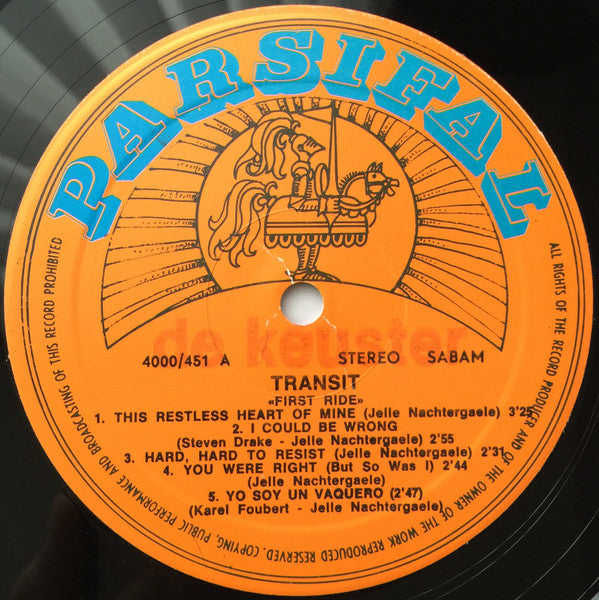 PARSIFAL
de keuster
4000/451 A STEREO SABAM
TRANSIT
«FIRST RIDE»
1. THIS RESTLESS HEART OF MINE (Jelle Nachtergaele) 3'25
2. I COULD BE WRONG
(Steven Drake - Jelle Nachtergaele) 2'55
3. HARD, HARD TO RESIST (Jelle Nachtergaele) 2'31
4. YOU WERE RIGHT (But So Was I) 2'44
(Jelle Nachtergaele)
5. YO SOY UN VAQUERO (2'47)
(Karel Foubert - Jelle Nachtergaele)
ALL RIGHTS OF THE RECORD PRODUCER AND OF THE OWNER OF THE WORK REPRODUCED RESERVED. COPYING, PUBLIC PERFORMANCE AND BROADCASTING OF THIS RECORD PROHIBITED